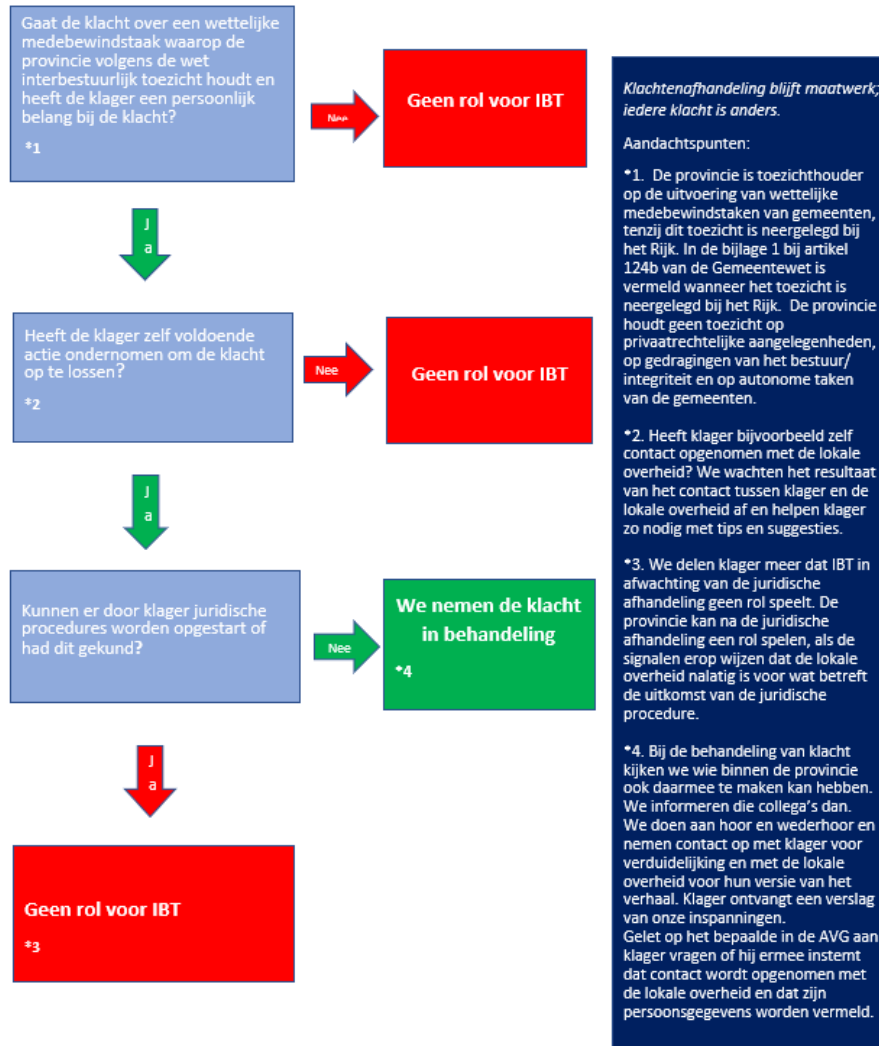 Gaat de klacht over een wettelijke
medebewindstaak waarop de
provincie volgens de wet
interbestuurlijk toezicht houdt en
heeft de klager een persoonlijk
belang bij de klacht?
*1
Nee
Geen rol voor IBT
J
a
Heeft de klager zelf voldoende
actie ondernomen om de klacht
op te lossen?
*2
Nee
Geen rol voor IBT
J
a
Kunnen er door klager juridische
procedures worden opgestart of
had dit gekund?
Nee
We nemen de klacht
in behandeling
*4
J
a
Geen rol voor IBT
*3
Klachtenafhandeling blijft maatwerk;
iedere klacht is anders.
Aandachtspunten:
*1. De provincie is toezichthouder
op de uitvoering van wettelijke
medebewindstaken van gemeenten,
tenzij dit toezicht is neergelegd bij
het Rijk. In de bijlage 1 bij artikel
124b van de Gemeentewet is
vermeld wanneer het toezicht is
neergelegd bij het Rijk. De provincie
houdt geen toezicht op
privaatrechtelijke aangelegenheden,
op gedragingen van het bestuur/
integriteit en op autonome taken
van de gemeenten.
*2. Heeft klager bijvoorbeeld zelf
contact opgenomen met de lokale
overheid? We wachten het resultaat
van het contact tussen klager en de
lokale overheid af en helpen klager
zo nodig met tips en suggesties.
*3. We delen klager meer dat IBT in
afwachting van de juridische
afhandeling geen rol speelt. De
provincie kan na de juridische
afhandeling een rol spelen, als de
signalen erop wijzen dat de lokale
overheid nalatig is voor wat betreft
de uitkomst van de juridische
procedure.
*4. Bij de behandeling van klacht
kijken we wie binnen de provincie
ook daarmee te maken kan hebben.
We informeren die collega's dan.
We doen aan hoor en wederhoor en
nemen contact op met klager voor
verduidelijking en met de lokale
overheid voor hun versie van het
verhaal. Klager ontvangt een verslag
van onze inspanningen.
Gelet op het bepaalde in de AVG aan
klager vragen of hij ermee instemt
dat contact wordt opgenomen met
de lokale overheid en dat zijn
persoonsgegevens worden vermeld.